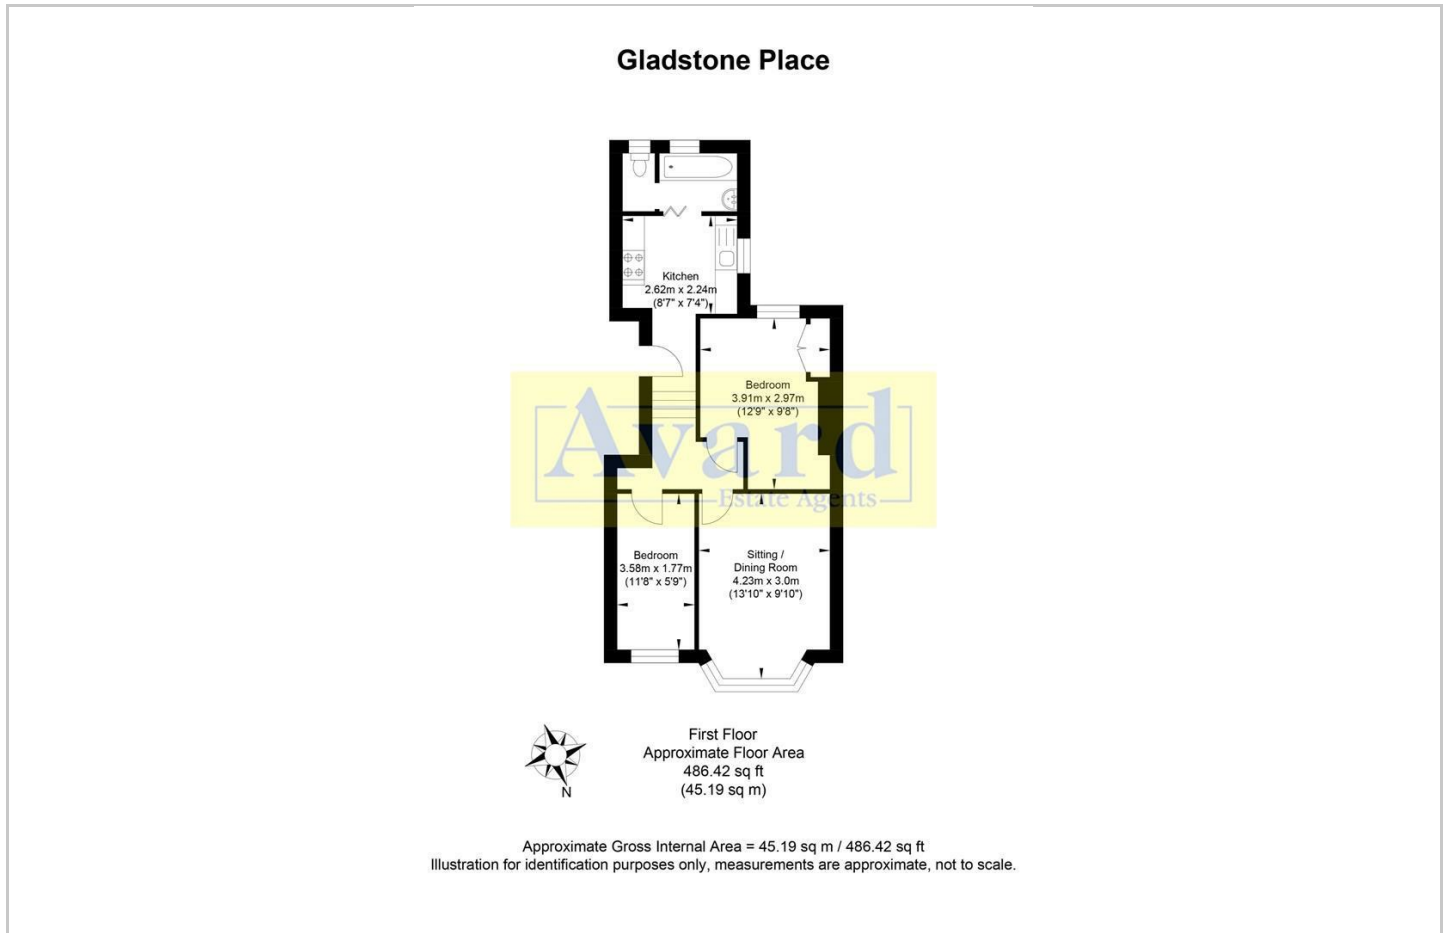 Gladstone Place
Kitchen
2.62m x 2.24m
(8'7" x 7'4")
Bedroom
3.91m x 2.97m
(12'9" x 9'8")
Avard
Estate Agents
Bedroom
3.58m x 1.77m
(11'8" x 5'9")
Sitting /
Dining Room
4.23m x 3.0m
(13'10" x 9'10")
N
First Floor
Approximate Floor Area
486.42 sq ft
(45.19 sq m)
Approximate Gross Internal Area = 45.19 sq m / 486.42 sq ft
Illustration for identification purposes only, measurements are approximate, not to scale.